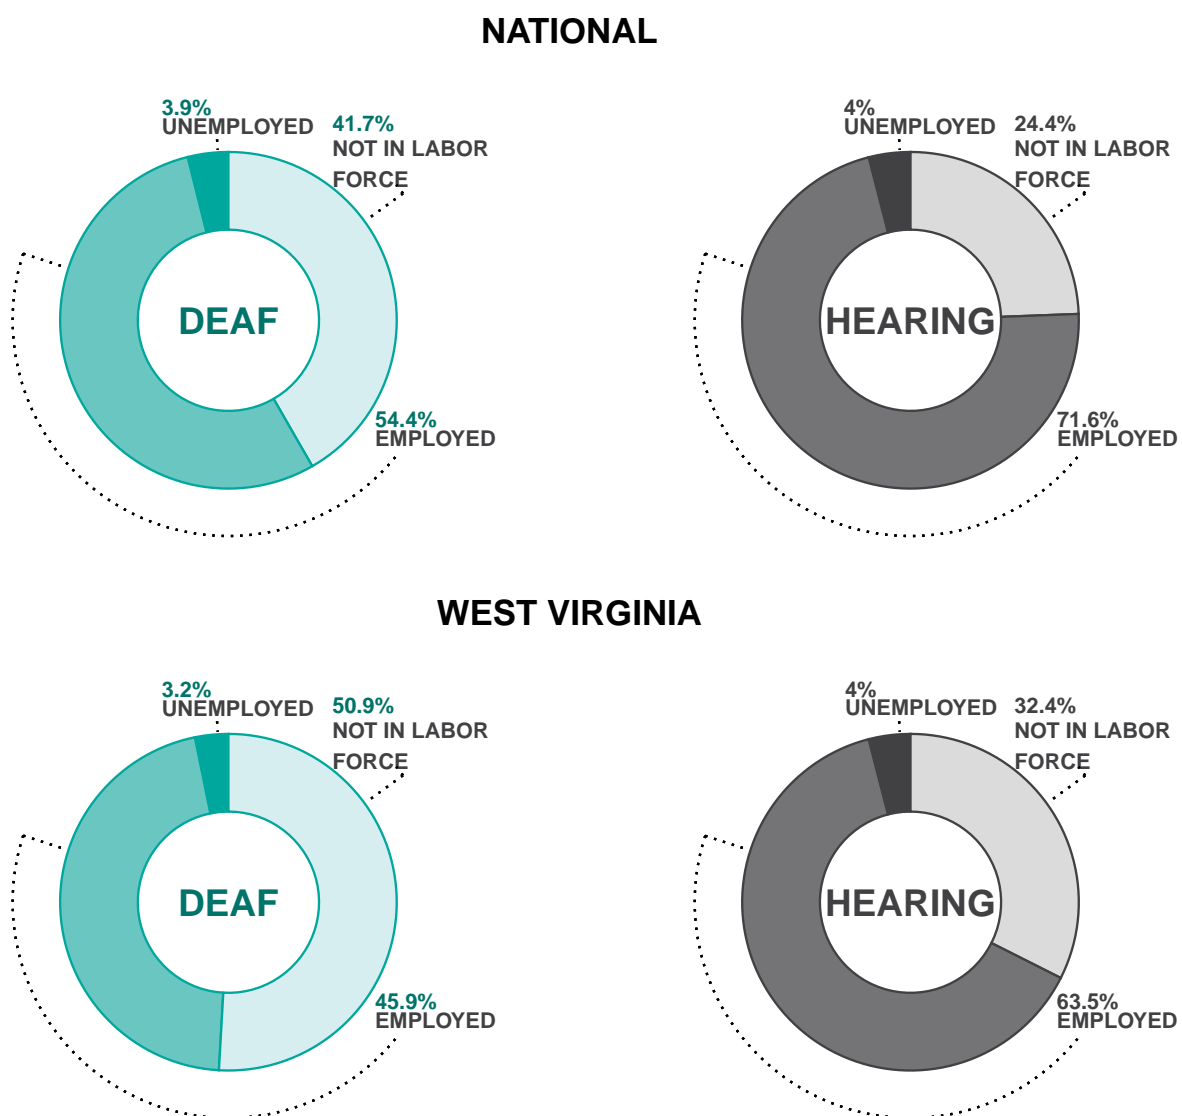 NATIONAL
3.9%
UNEMPLOYED
41.7%
NOT IN LABOR
FORCE
DEAF
54.4%
EMPLOYED
4%
UNEMPLOYED
24.4%
NOT IN LABOR
FORCE
HEARING
71.6%
EMPLOYED
WEST VIRGINIA
3.2%
UNEMPLOYED
50.9%
NOT IN LABOR
FORCE
DEAF
45.9%
EMPLOYED
4%
UNEMPLOYED
32.4%
NOT IN LABOR
FORCE
HEARING
63.5%
EMPLOYED